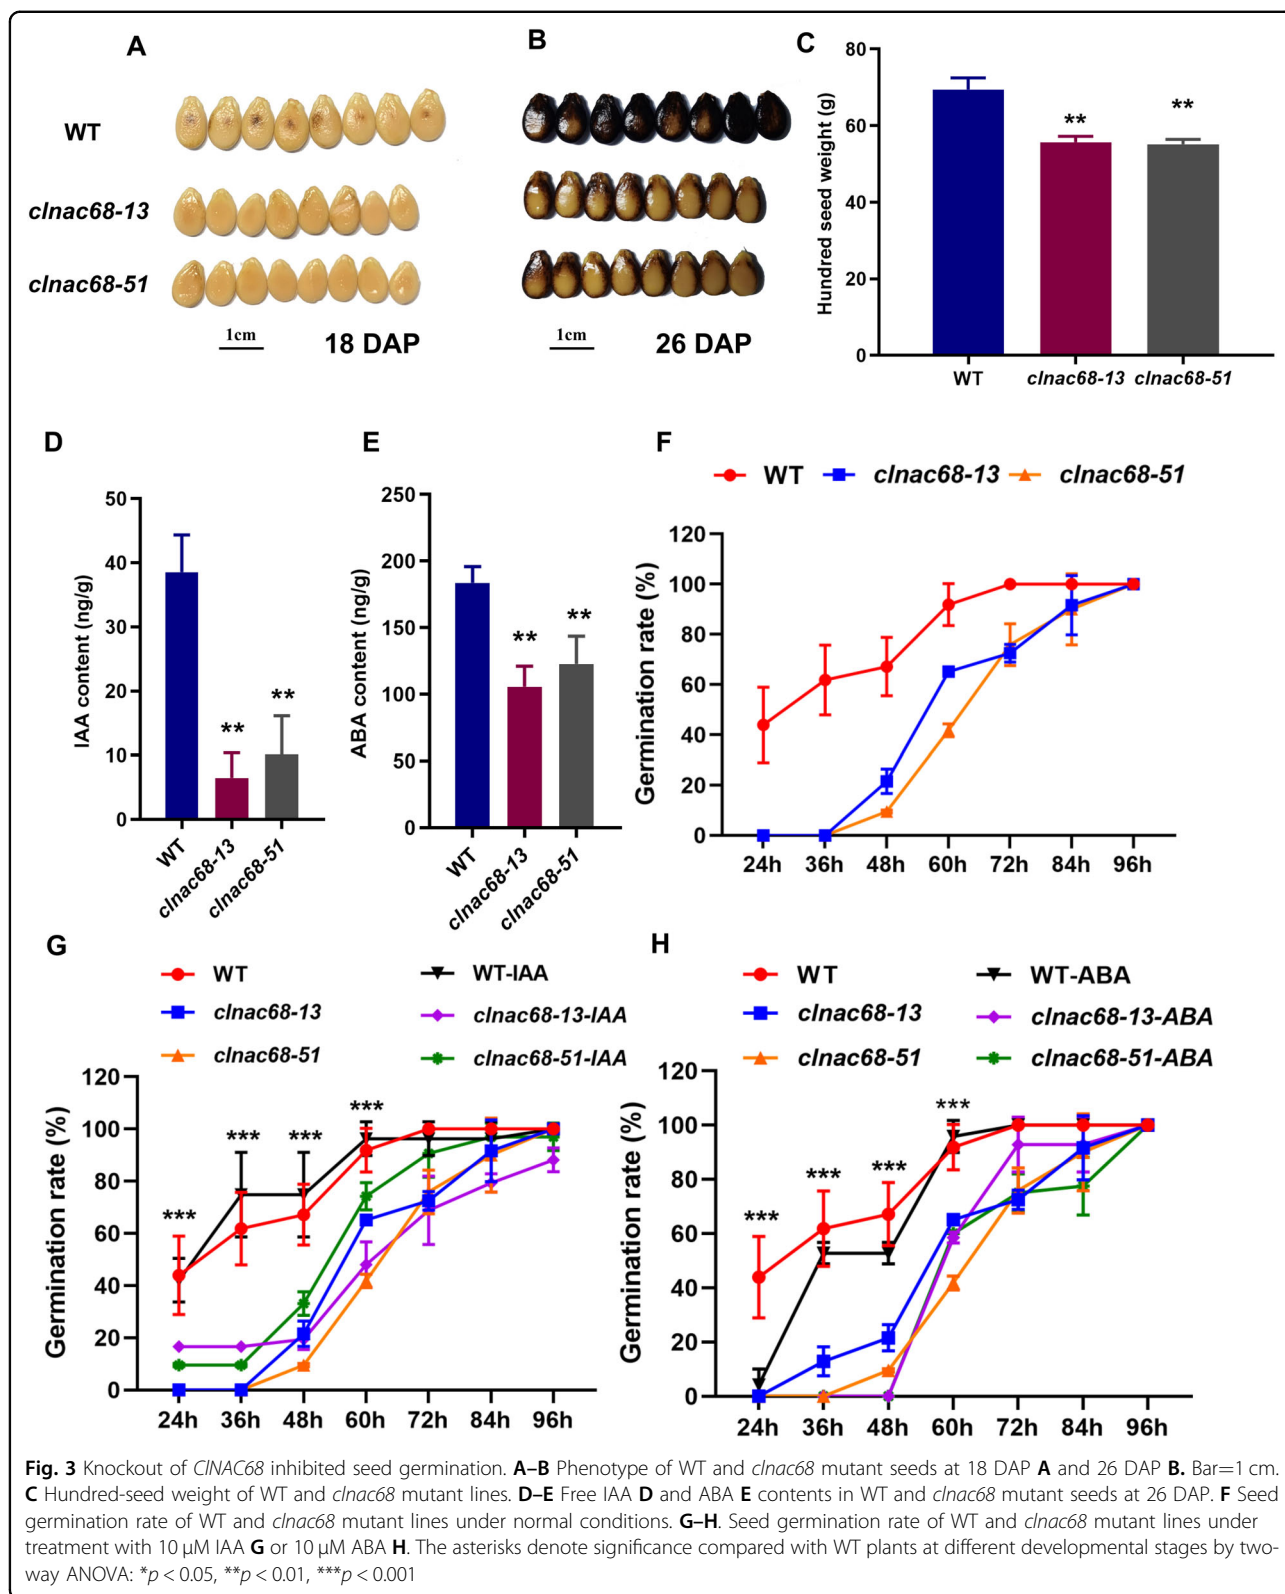 A
WT
clnac68-13
clnac68-51
1cm
18 DAP
B
1cm
26 DAP
C
Hundred seed weight (g)
80
60
40
20
0
WT
clnac68-13
clnac68-51
**
**
D
IAA content (ng/g)
50
40
30
20
10
0
**
**
WT
clnac68-13
clnac68-51
E
ABA content (ng/g)
250
200
150
100
50
0
**
**
WT
clnac68-13
clnac68-51
F
WT clnac68-13 clnac68-51
Germination rate (%)
120
100
80
60
40
20
0
24h 36h 48h 60h 72h 84h 96h
G
WT
clnac68-13
clnac68-51
WT-IAA
clnac68-13-IAA
clnac68-51-IAA
Germination rate (%)
120
100
80
60
40
20
0
***
***
***
***
24h 36h 48h 60h 72h 84h 96h
H
WT
clnac68-13
clnac68-51
WT-ABA
clnac68-13-ABA
clnac68-51-ABA
Germination rate (%)
120
100
80
60
40
20
0
***
***
***
***
24h 36h 48h 60h 72h 84h 96h
Fig. 3 Knockout of ClNAC68 inhibited seed germination. A–B Phenotype of WT and clnac68 mutant seeds at 18 DAP A and 26 DAP B. Bar=1 cm.
C Hundred-seed weight of WT and clnac68 mutant lines. D–E Free IAA D and ABA E contents in WT and clnac68 mutant seeds at 26 DAP. F Seed
germination rate of WT and clnac68 mutant lines under normal conditions. G–H. Seed germination rate of WT and clnac68 mutant lines under
treatment with 10 μM IAA G or 10 μM ABA H. The asterisks denote significance compared with WT plants at different developmental stages by two-
way ANOVA: *p < 0.05, **p < 0.01, ***p < 0.001